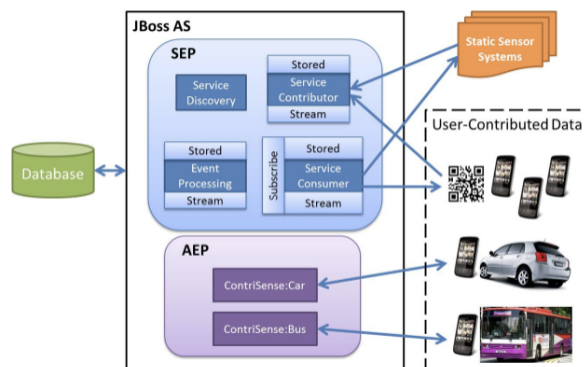 JBoss AS
SEP
Service
Discovery
Stored
Service
Contributor
Stream
Static Sensor
Systems
User-Contributed Data
Database
Stored
Event
Processing
Stream
Subscribe
Stored
Service
Consumer
Stream
AEP
ContriSense:Car
ContriSense:Bus